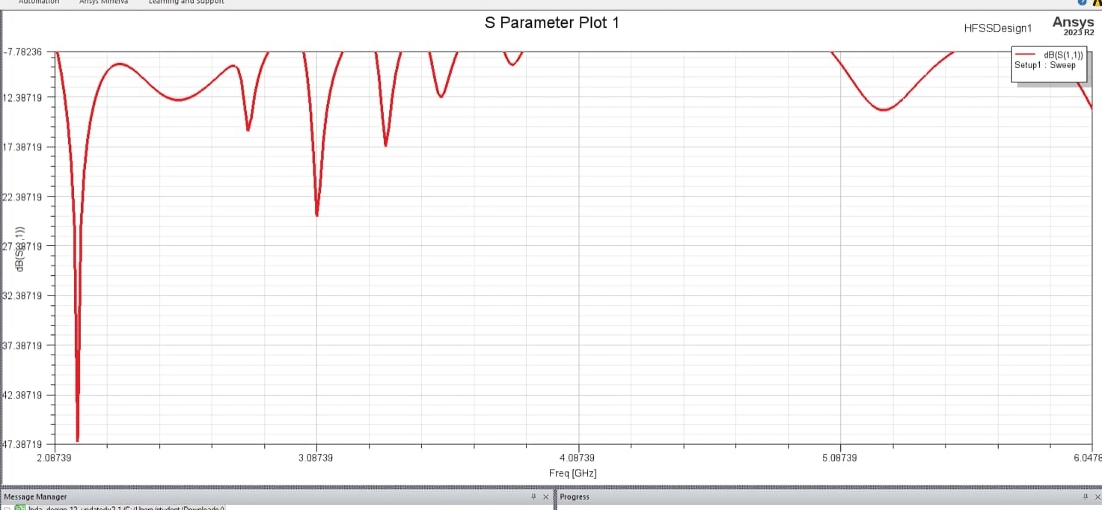 Automation Ansys Minerva Learning and Support
S Parameter Plot 1
HFSSDesign1
Ansys
2023 R2
dB(S(1,1))
Setup1 : Sweep
-7.78236
12.38719
17.38719
22.38719
27.38719
32.38719
37.38719
42.38719
47.38719
dB(S(1,1))
2.08739 3.08739 4.08739 5.08739 6.0478
Freq [GHz]
Message Manager
Progress